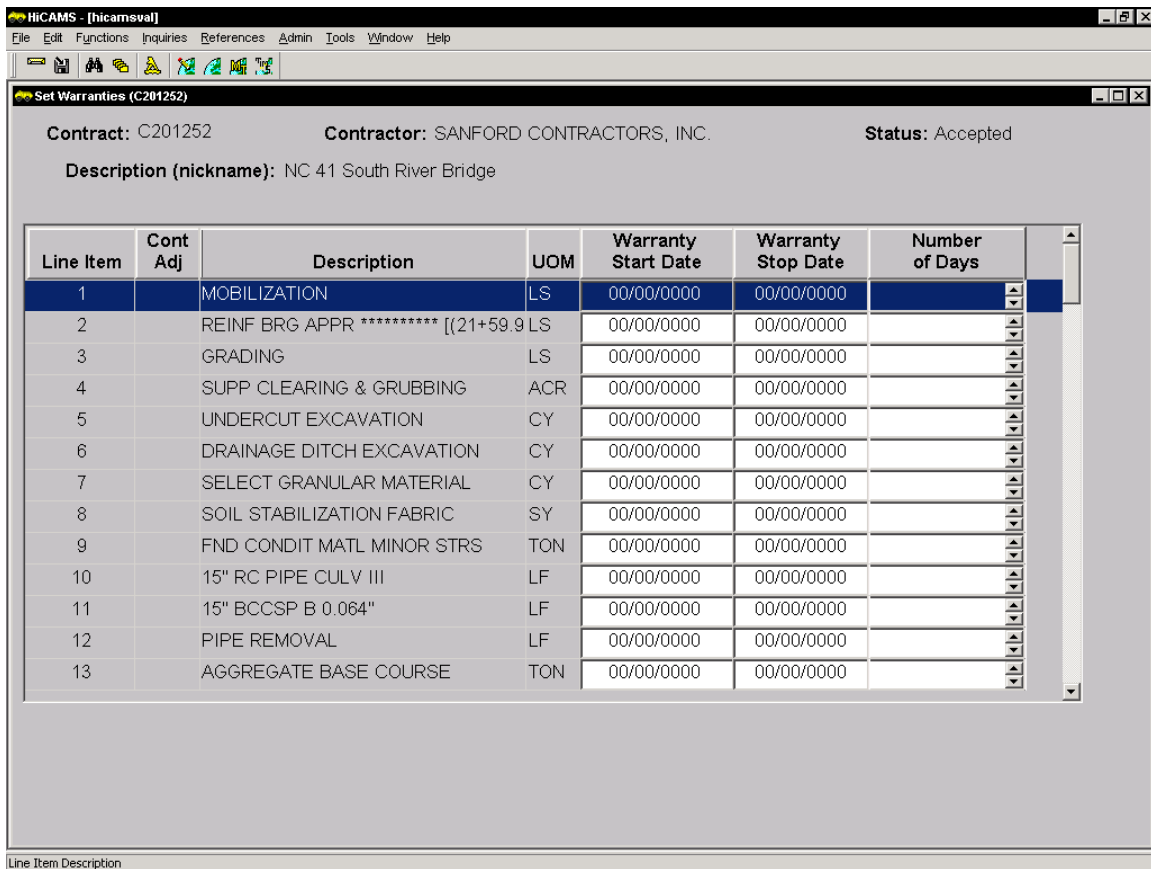 HiCAMS - [hicamsval]
File Edit Functions Inquiries References Admin Tools Window Help
Set Warranties (C201252)
Contract: C201252 Contractor: SANFORD CONTRACTORS, INC. Status: Accepted
Description (nickname): NC 41 South River Bridge
Line Item Cont Adj Description UOM Warranty Start Date Warranty Stop Date Number of Days
1 MOBILIZATION LS 00/00/0000 00/00/0000
2 REINF BRG APPR ********** [(21+59.9 LS 00/00/0000 00/00/0000
3 GRADING LS 00/00/0000 00/00/0000
4 SUPP CLEARING & GRUBBING ACR 00/00/0000 00/00/0000
5 UNDERCUT EXCAVATION CY 00/00/0000 00/00/0000
6 DRAINAGE DITCH EXCAVATION CY 00/00/0000 00/00/0000
7 SELECT GRANULAR MATERIAL CY 00/00/0000 00/00/0000
8 SOIL STABILIZATION FABRIC SY 00/00/0000 00/00/0000
9 FND CONDIT MATL MINOR STRS TON 00/00/0000 00/00/0000
10 15" RC PIPE CULV III LF 00/00/0000 00/00/0000
11 15" BCCSP B 0.064" LF 00/00/0000 00/00/0000
12 PIPE REMOVAL LF 00/00/0000 00/00/0000
13 AGGREGATE BASE COURSE TON 00/00/0000 00/00/0000
Line Item Description